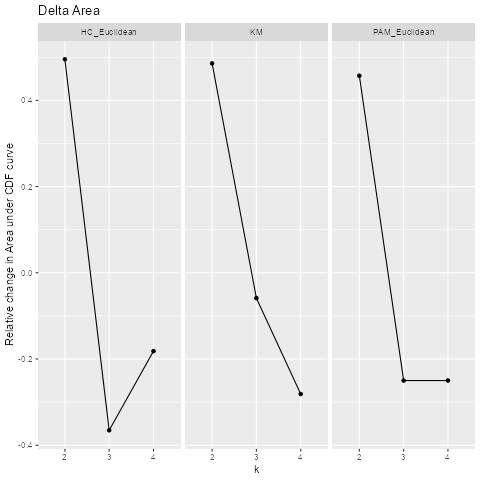 Delta Area
HC_Euclidean KM PAM_Euclidean
Relative change in Area under CDF curve
0.4
0.2
0.0
-0.2
-0.4
2 3 4 2 3 4 2 3 4
k